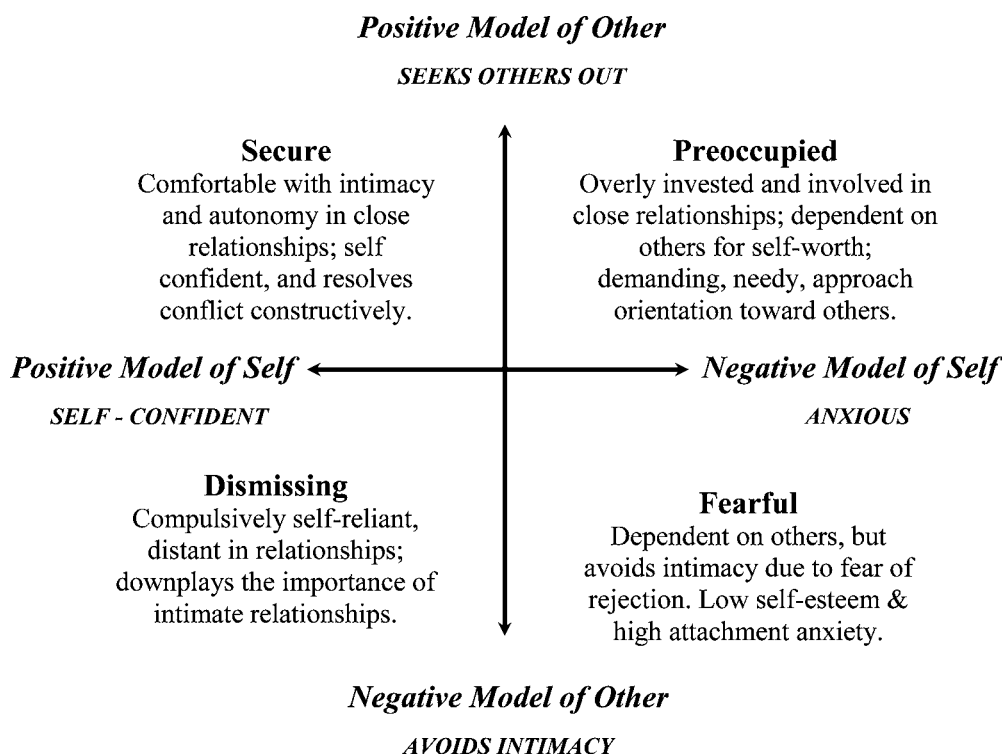 Positive Model of Other
SEEKS OTHERS OUT
Secure
Comfortable with intimacy
and autonomy in close
relationships; self
confident, and resolves
conflict constructively.
Preoccupied
Overly invested and involved in
close relationships; dependent on
others for self-worth;
demanding, needy, approach
orientation toward others.
Positive Model of Self
SELF - CONFIDENT
Negative Model of Self
ANXIOUS
Dismissing
Compulsively self-reliant,
distant in relationships;
downplays the importance of
intimate relationships.
Fearful
Dependent on others, but
avoids intimacy due to fear of
rejection. Low self-esteem &
high attachment anxiety.
Negative Model of Other
AVOIDS INTIMACY